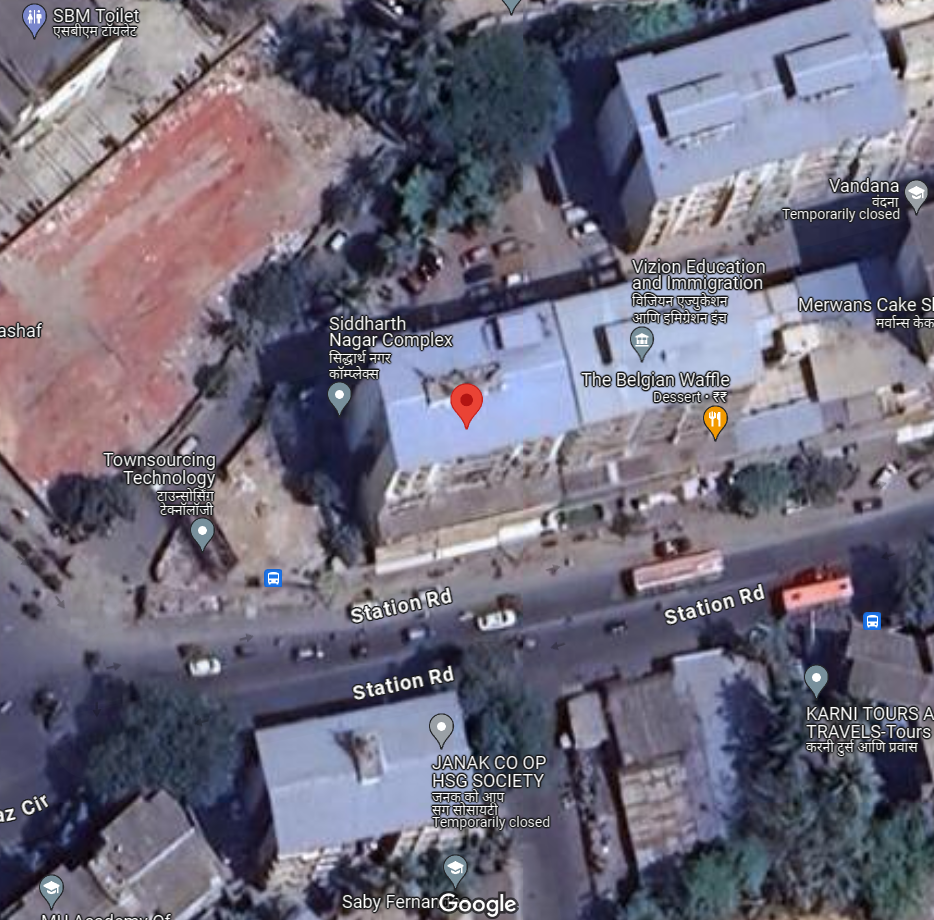 SBM Toilet
एसबीएम टॉयलेट
Vandana
वंदना
Temporarily closed
Vizion Education
and Immigration
विजियन एज्युकेशन
आणि इमिग्रेशन इंच
Merwans Cake S
मर्वान्स केक
ashaf
Siddharth
Nagar Complex
सिद्धार्थ नगर
कॉम्प्लेक्स
The Belgian Waffle
Dessert • ₹₹
Townsourcing
Technology
टाउन्सोर्सिंग
टेक्नॉलॉजी
Station Rd
Station Rd
Station Rd
KARNI TOURS A
TRAVELS-Tours
करनी टुर्स आणि प्रवास
JANAK CO OP
HSG SOCIETY
जनक को आप
संग सोसायटी
Temporarily closed
az Cir
Saby Fernan
Google
MU Academy Of